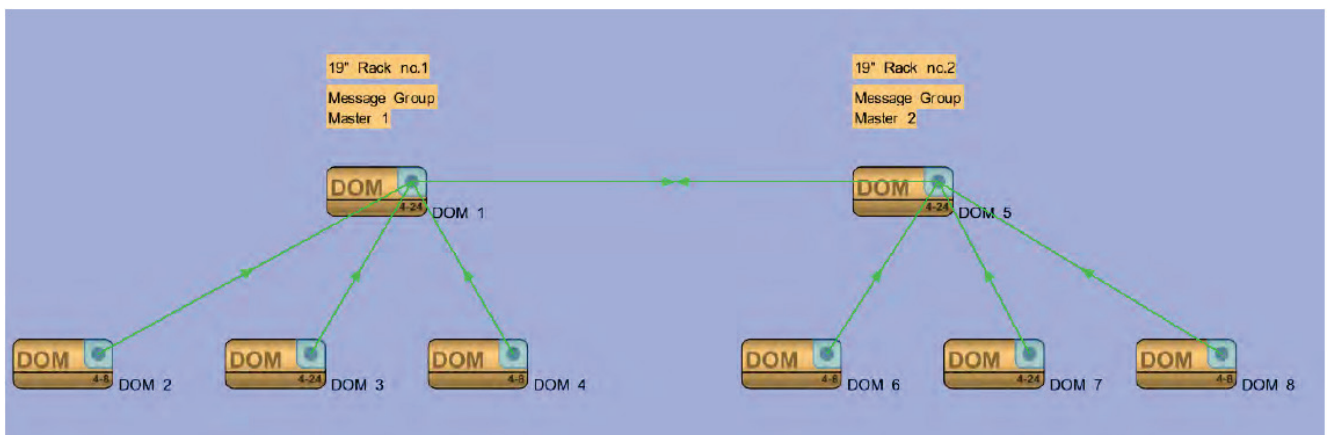 19" Rack no.1
Message Group
Master 1
19" Rack no.2
Message Group
Master 2
DOM
4-24
DOM 1
DOM
4-24
DOM 5
DOM
4-8
DOM 2
DOM
4-24
DOM 3
DOM
4-8
DOM 4
DOM
4-8
DOM 6
DOM
4-24
DOM 7
DOM
4-8
DOM 8